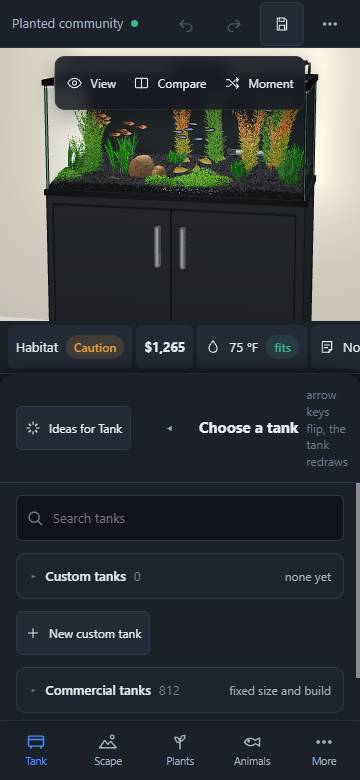 Planted community
View Compare Moment
Habitat Caution $1,265 75 °F fits No
Ideas for Tank
Choose a tank
arrow
keys
flip, the
tank
redraws
Search tanks
Custom tanks 0 none yet
New custom tank
Commercial tanks 812 fixed size and build
Tank Scape Plants Animals More